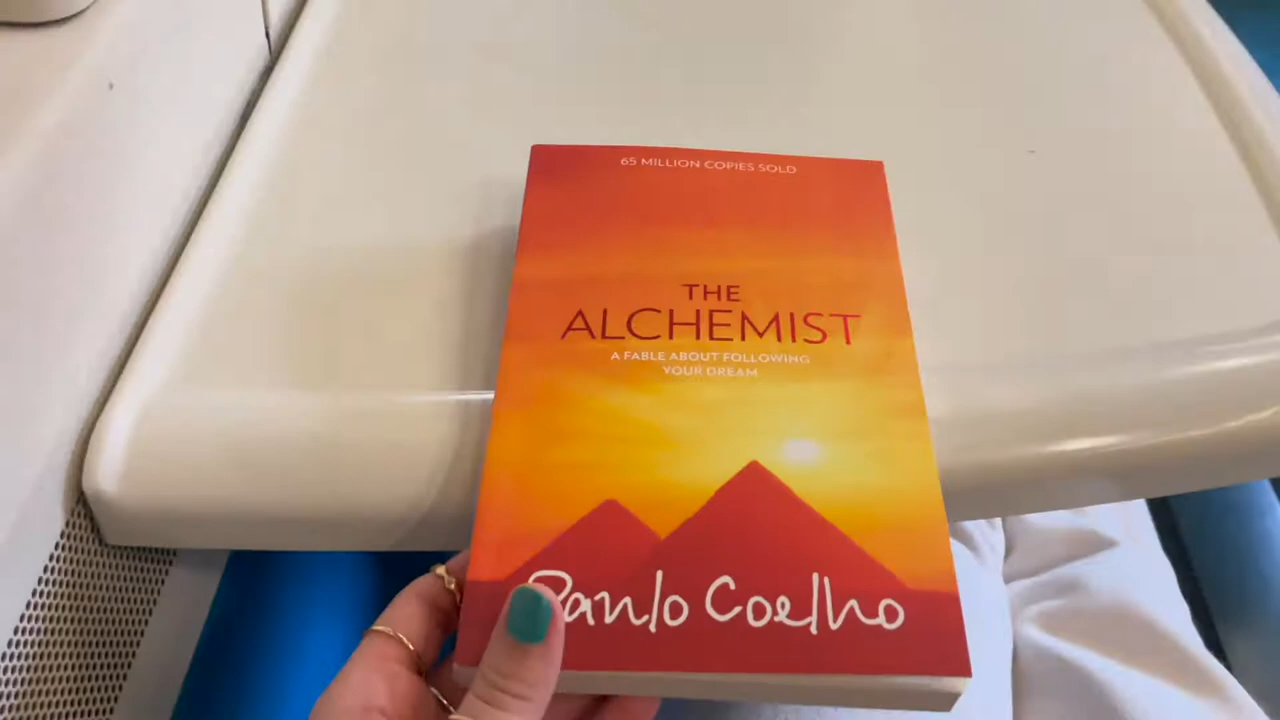 65 MILLION COPIES SOLD
THE
ALCHEMIST
A FABLE ABOUT FOLLOWING
YOUR DREAM
Paulo Coelho